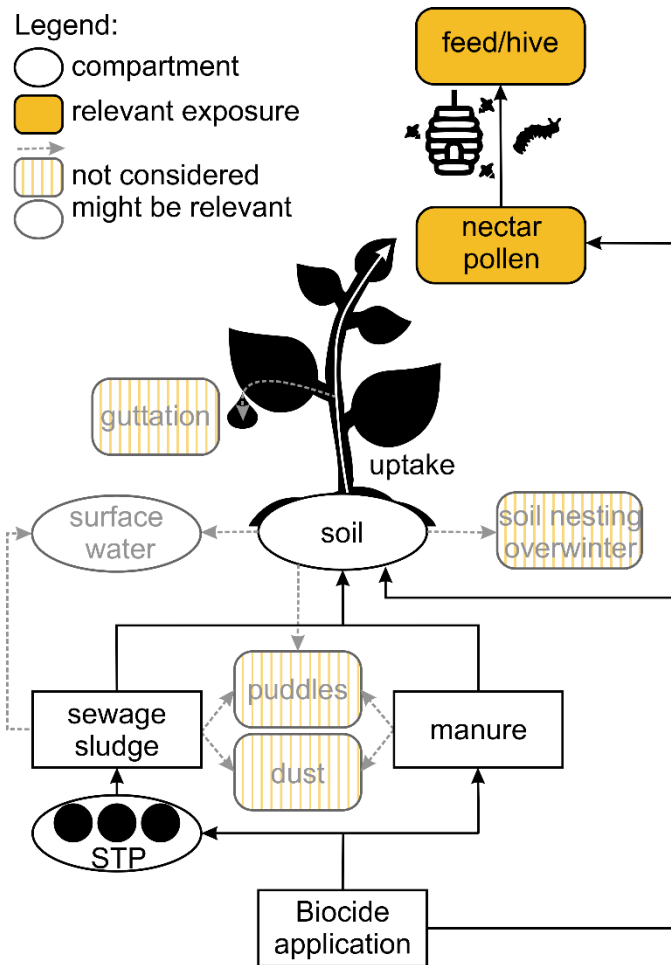 Legend:
compartment
relevant exposure
not considered
might be relevant
feed/hive
nectar
pollen
guttation
uptake
surface
water
soil
soil nesting
overwinter
puddles
sewage
sludge
manure
dust
STP
Biocide
application